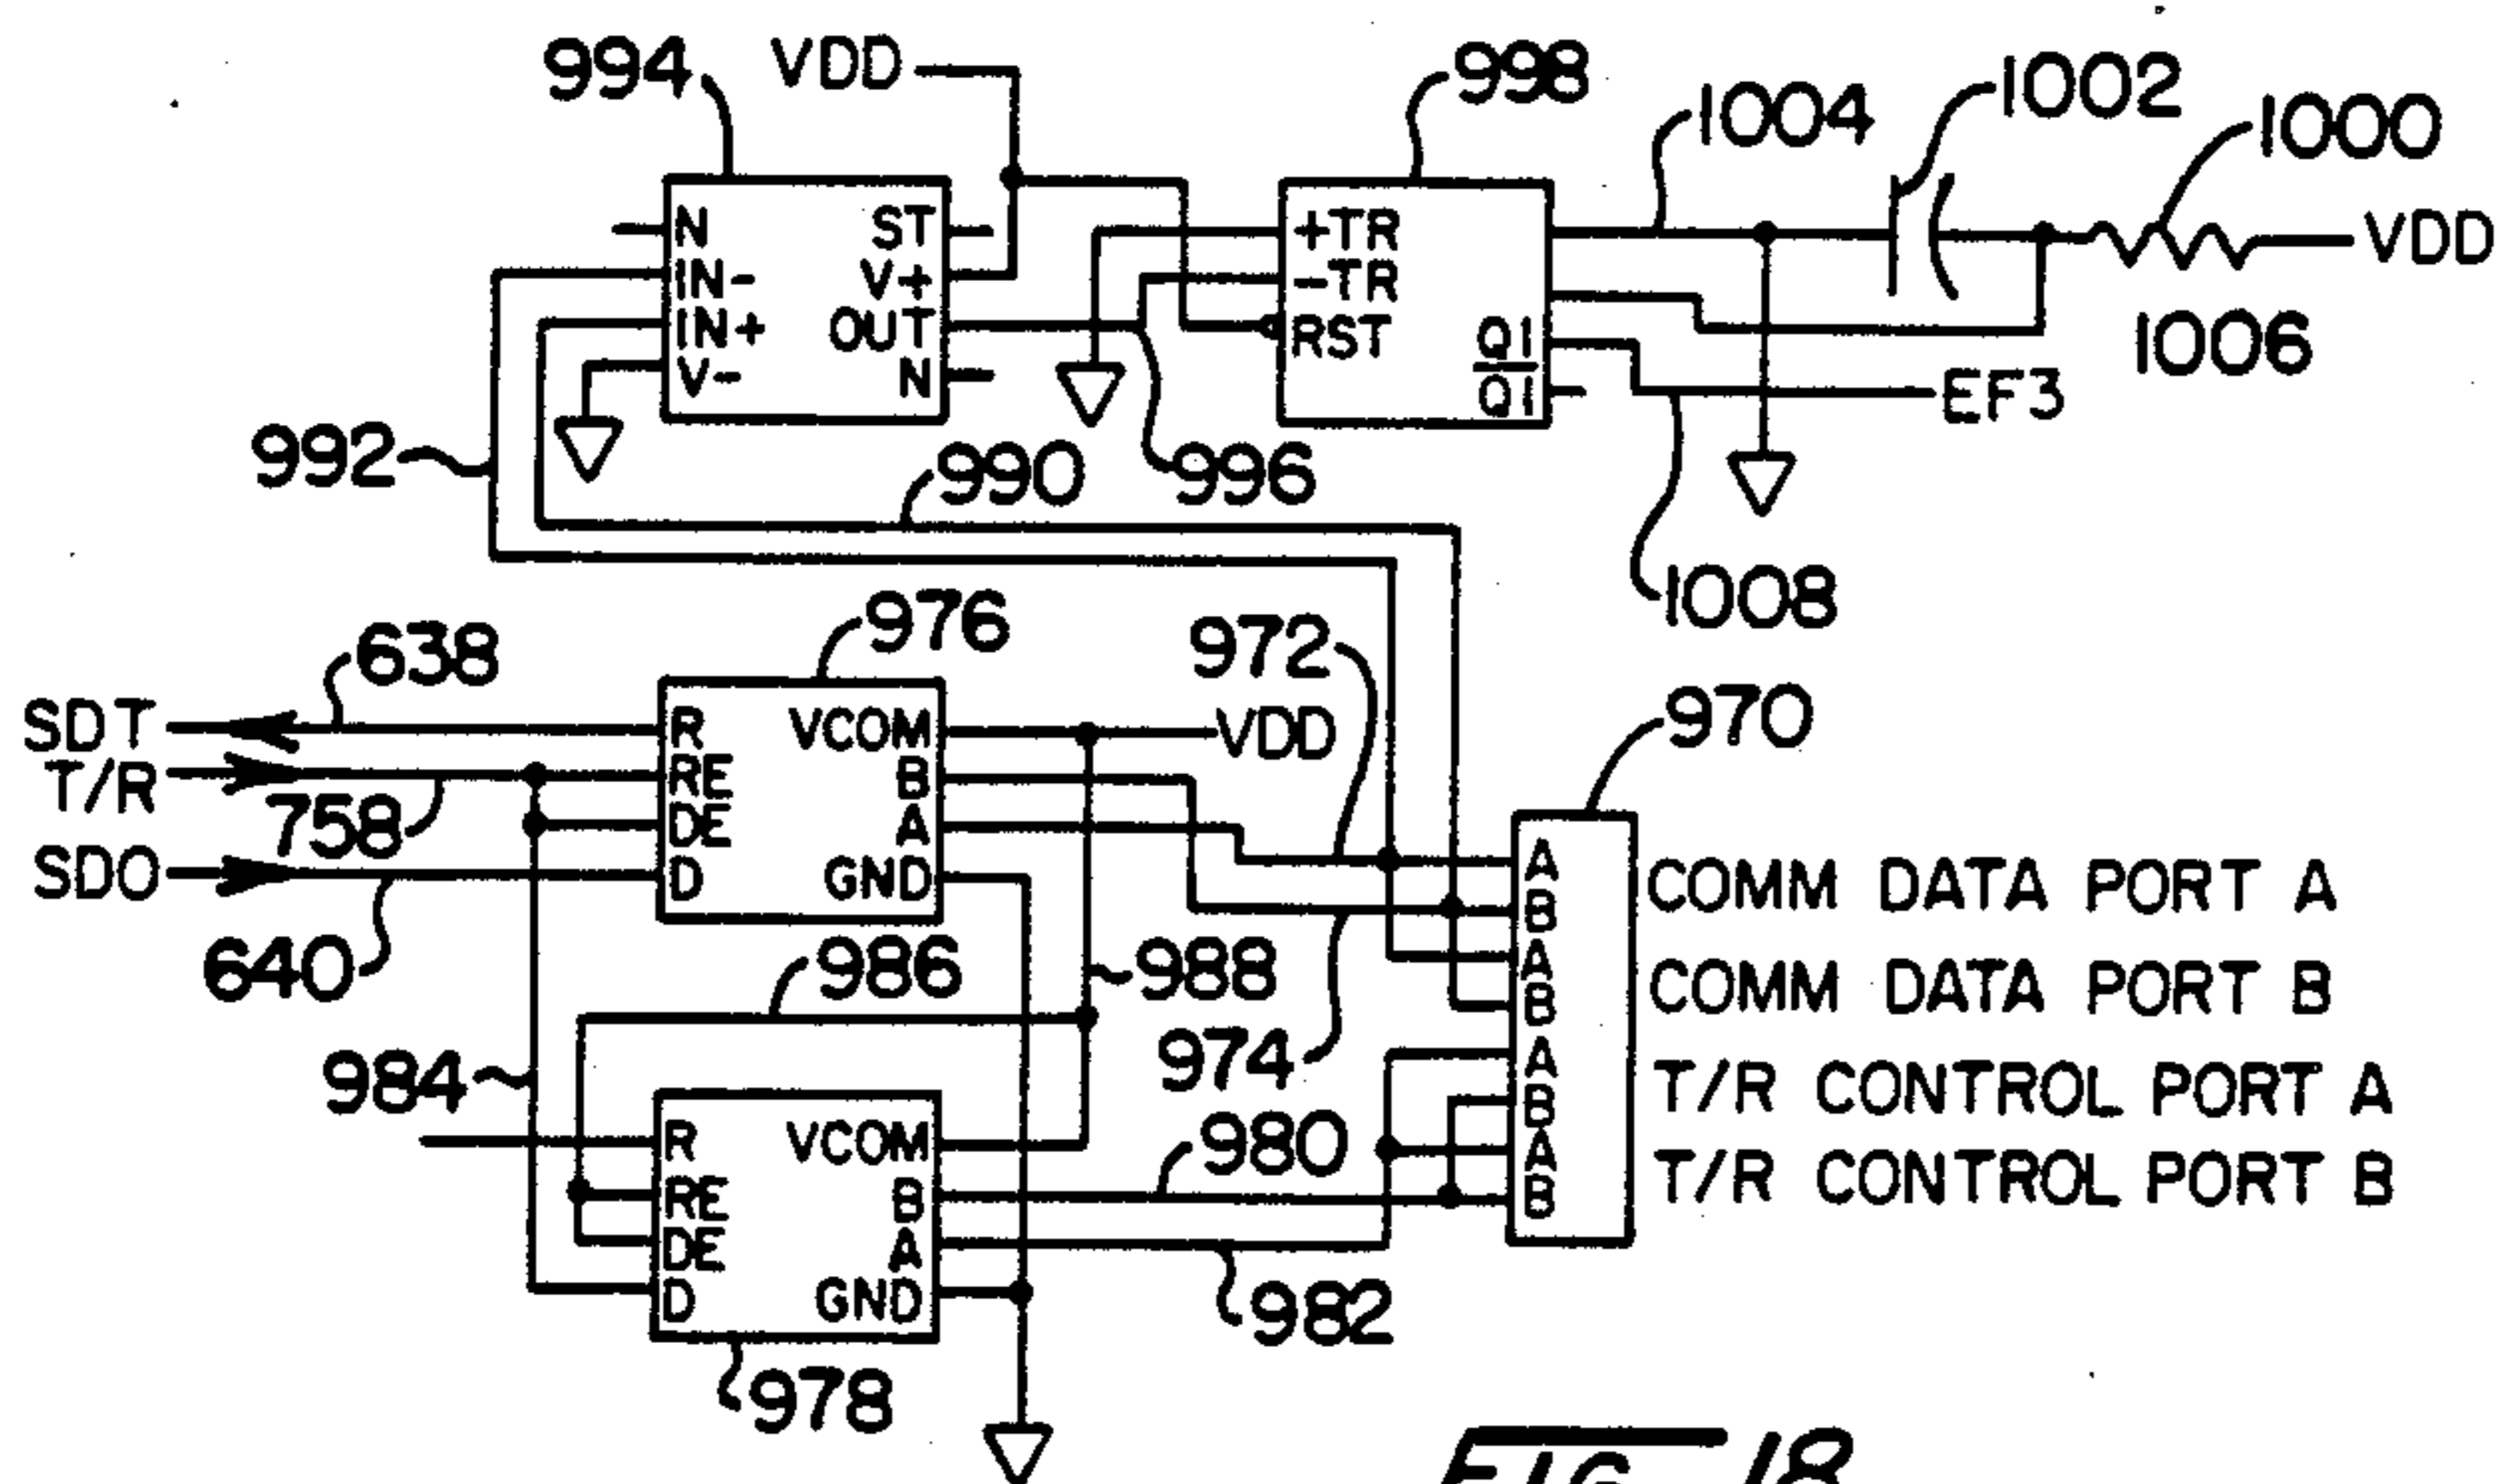 994
VDD
998
1004
1002
1000
N
IN-
IN+
V-
ST
V+
OUT
N
+TR
-TR
RST
Q1
Q1
VDD
1006
EF3
992
990
996
1008
976
972
638
970
SDT
T/R
758
SDO
640
R
RE
DE
D
VCOM
B
A
GND
VDD
A
B
A
B
A
B
A
B
COMM DATA PORT A
COMM DATA PORT B
T/R CONTROL PORT A
T/R CONTROL PORT B
986
988
974
984
980
R
RE
DE
D
VCOM
B
A
GND
982
978
FIG. 18